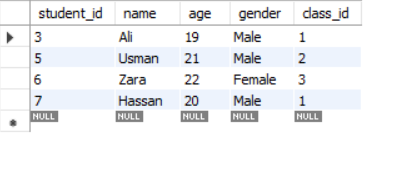 student_id name age gender class_id
3 Ali 19 Male 1
5 Usman 21 Male 2
6 Zara 22 Female 3
7 Hassan 20 Male 1
NULL NULL NULL NULL NULL